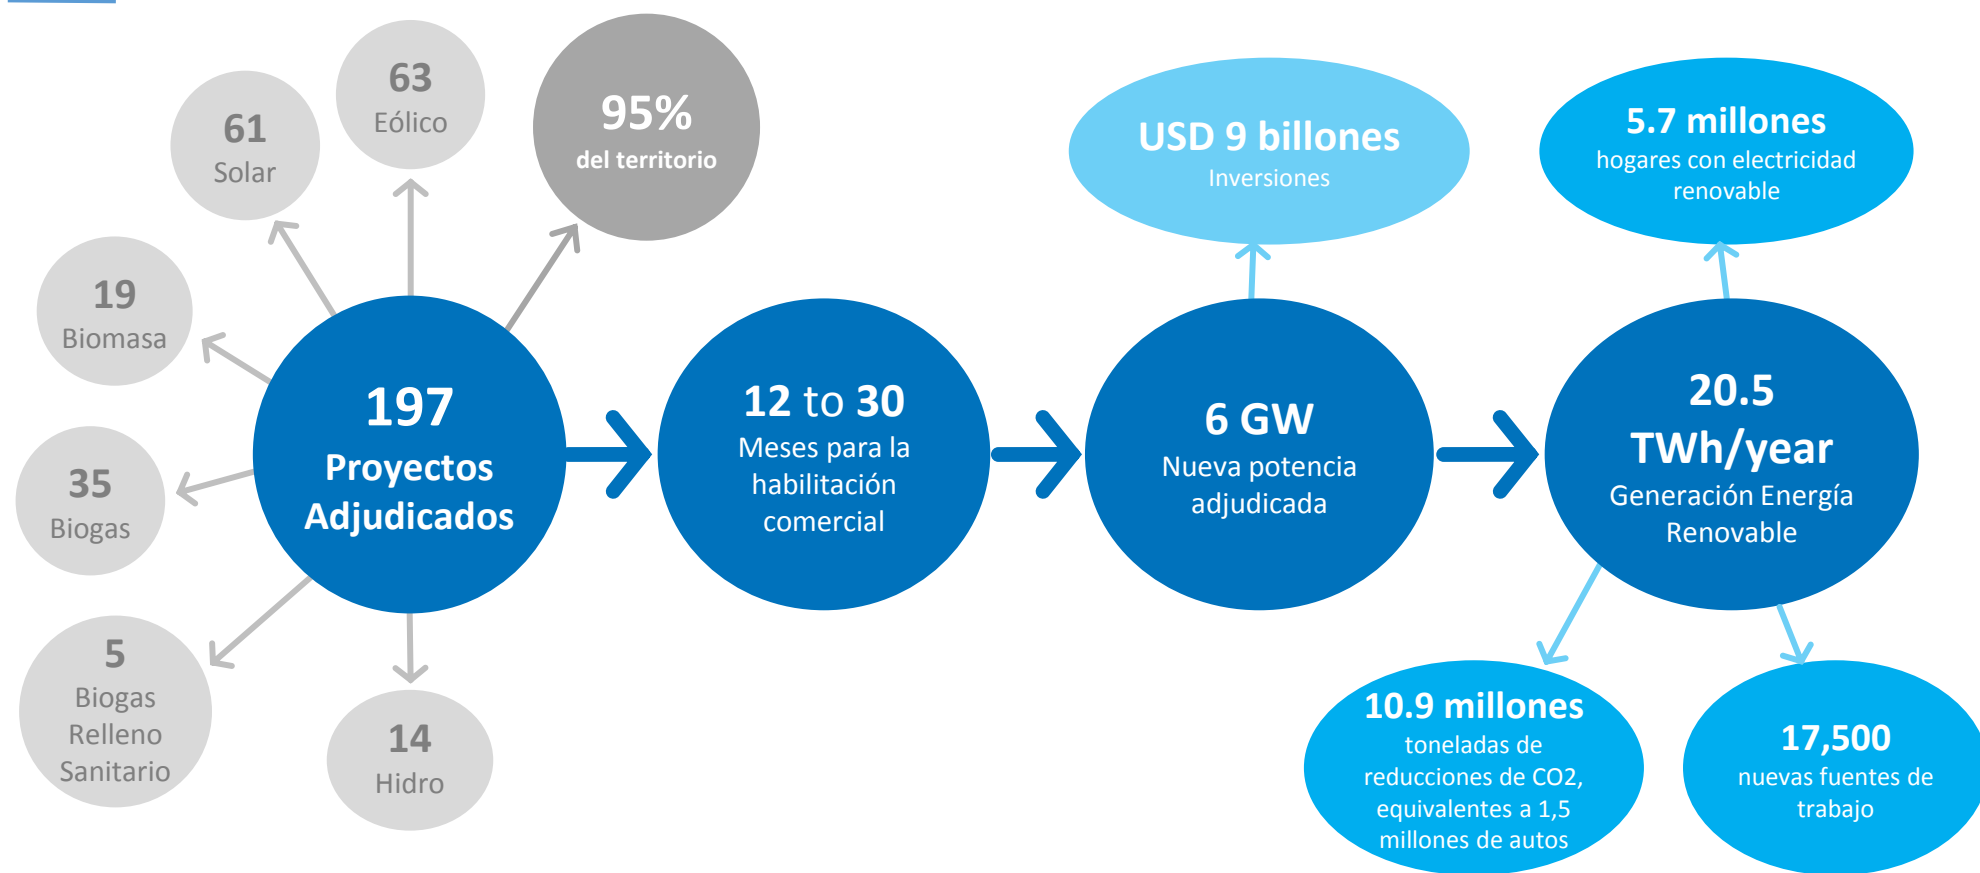 63
Eólico
61
Solar
19
Biomasa
35
Biogas
5
Biogas
Relleno
Sanitario
14
Hidro
95%
del territorio
197
Proyectos
Adjudicados
12 to 30
Meses para la
habilitación
comercial
6 GW
Nueva potencia
adjudicada
USD 9 billones
Inversiones
20.5
TWh/year
Generación Energía
Renovable
5.7 millones
hogares con electricidad
renovable
10.9 millones
toneladas de
reducciones de CO2,
equivalentes a 1,5
millones de autos
17,500
nuevas fuentes de
trabajo